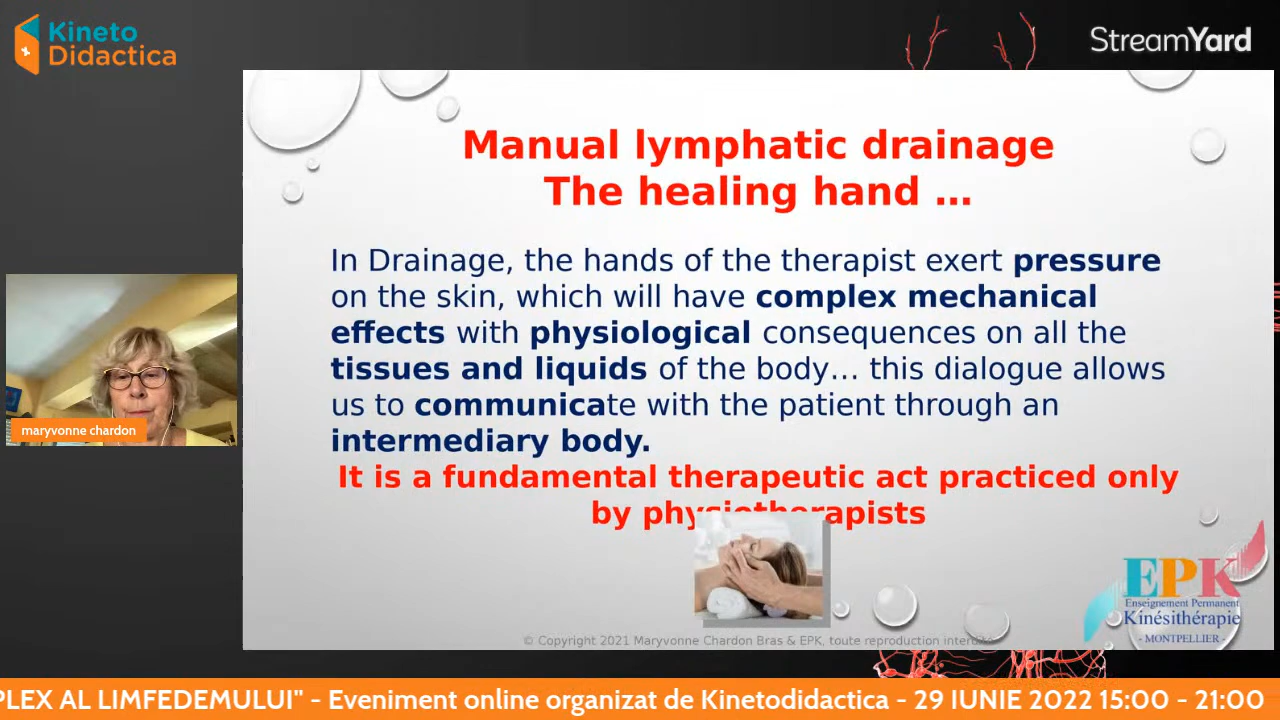 Kineto
Didactica
StreamYard
Manual lymphatic drainage
The healing hand ...
In Drainage, the hands of the therapist exert pressure
on the skin, which will have complex mechanical
effects with physiological consequences on all the
tissues and liquids of the body... this dialogue allows
us to communicate with the patient through an
intermediary body.
It is a fundamental therapeutic act practiced only
by physiotherapists
maryvonne chardon
EPK
Enseignement Permanent
Kinésithérapie
- MONTPELLIER -
© Copyright 2021 Maryvonne Chardon Bras & EPK, toute reproduction interdite
PLEX AL LIMFEDEMULUI" - Eveniment online organizat de Kinetodidactica - 29 IUNIE 2022 15:00 - 21:00